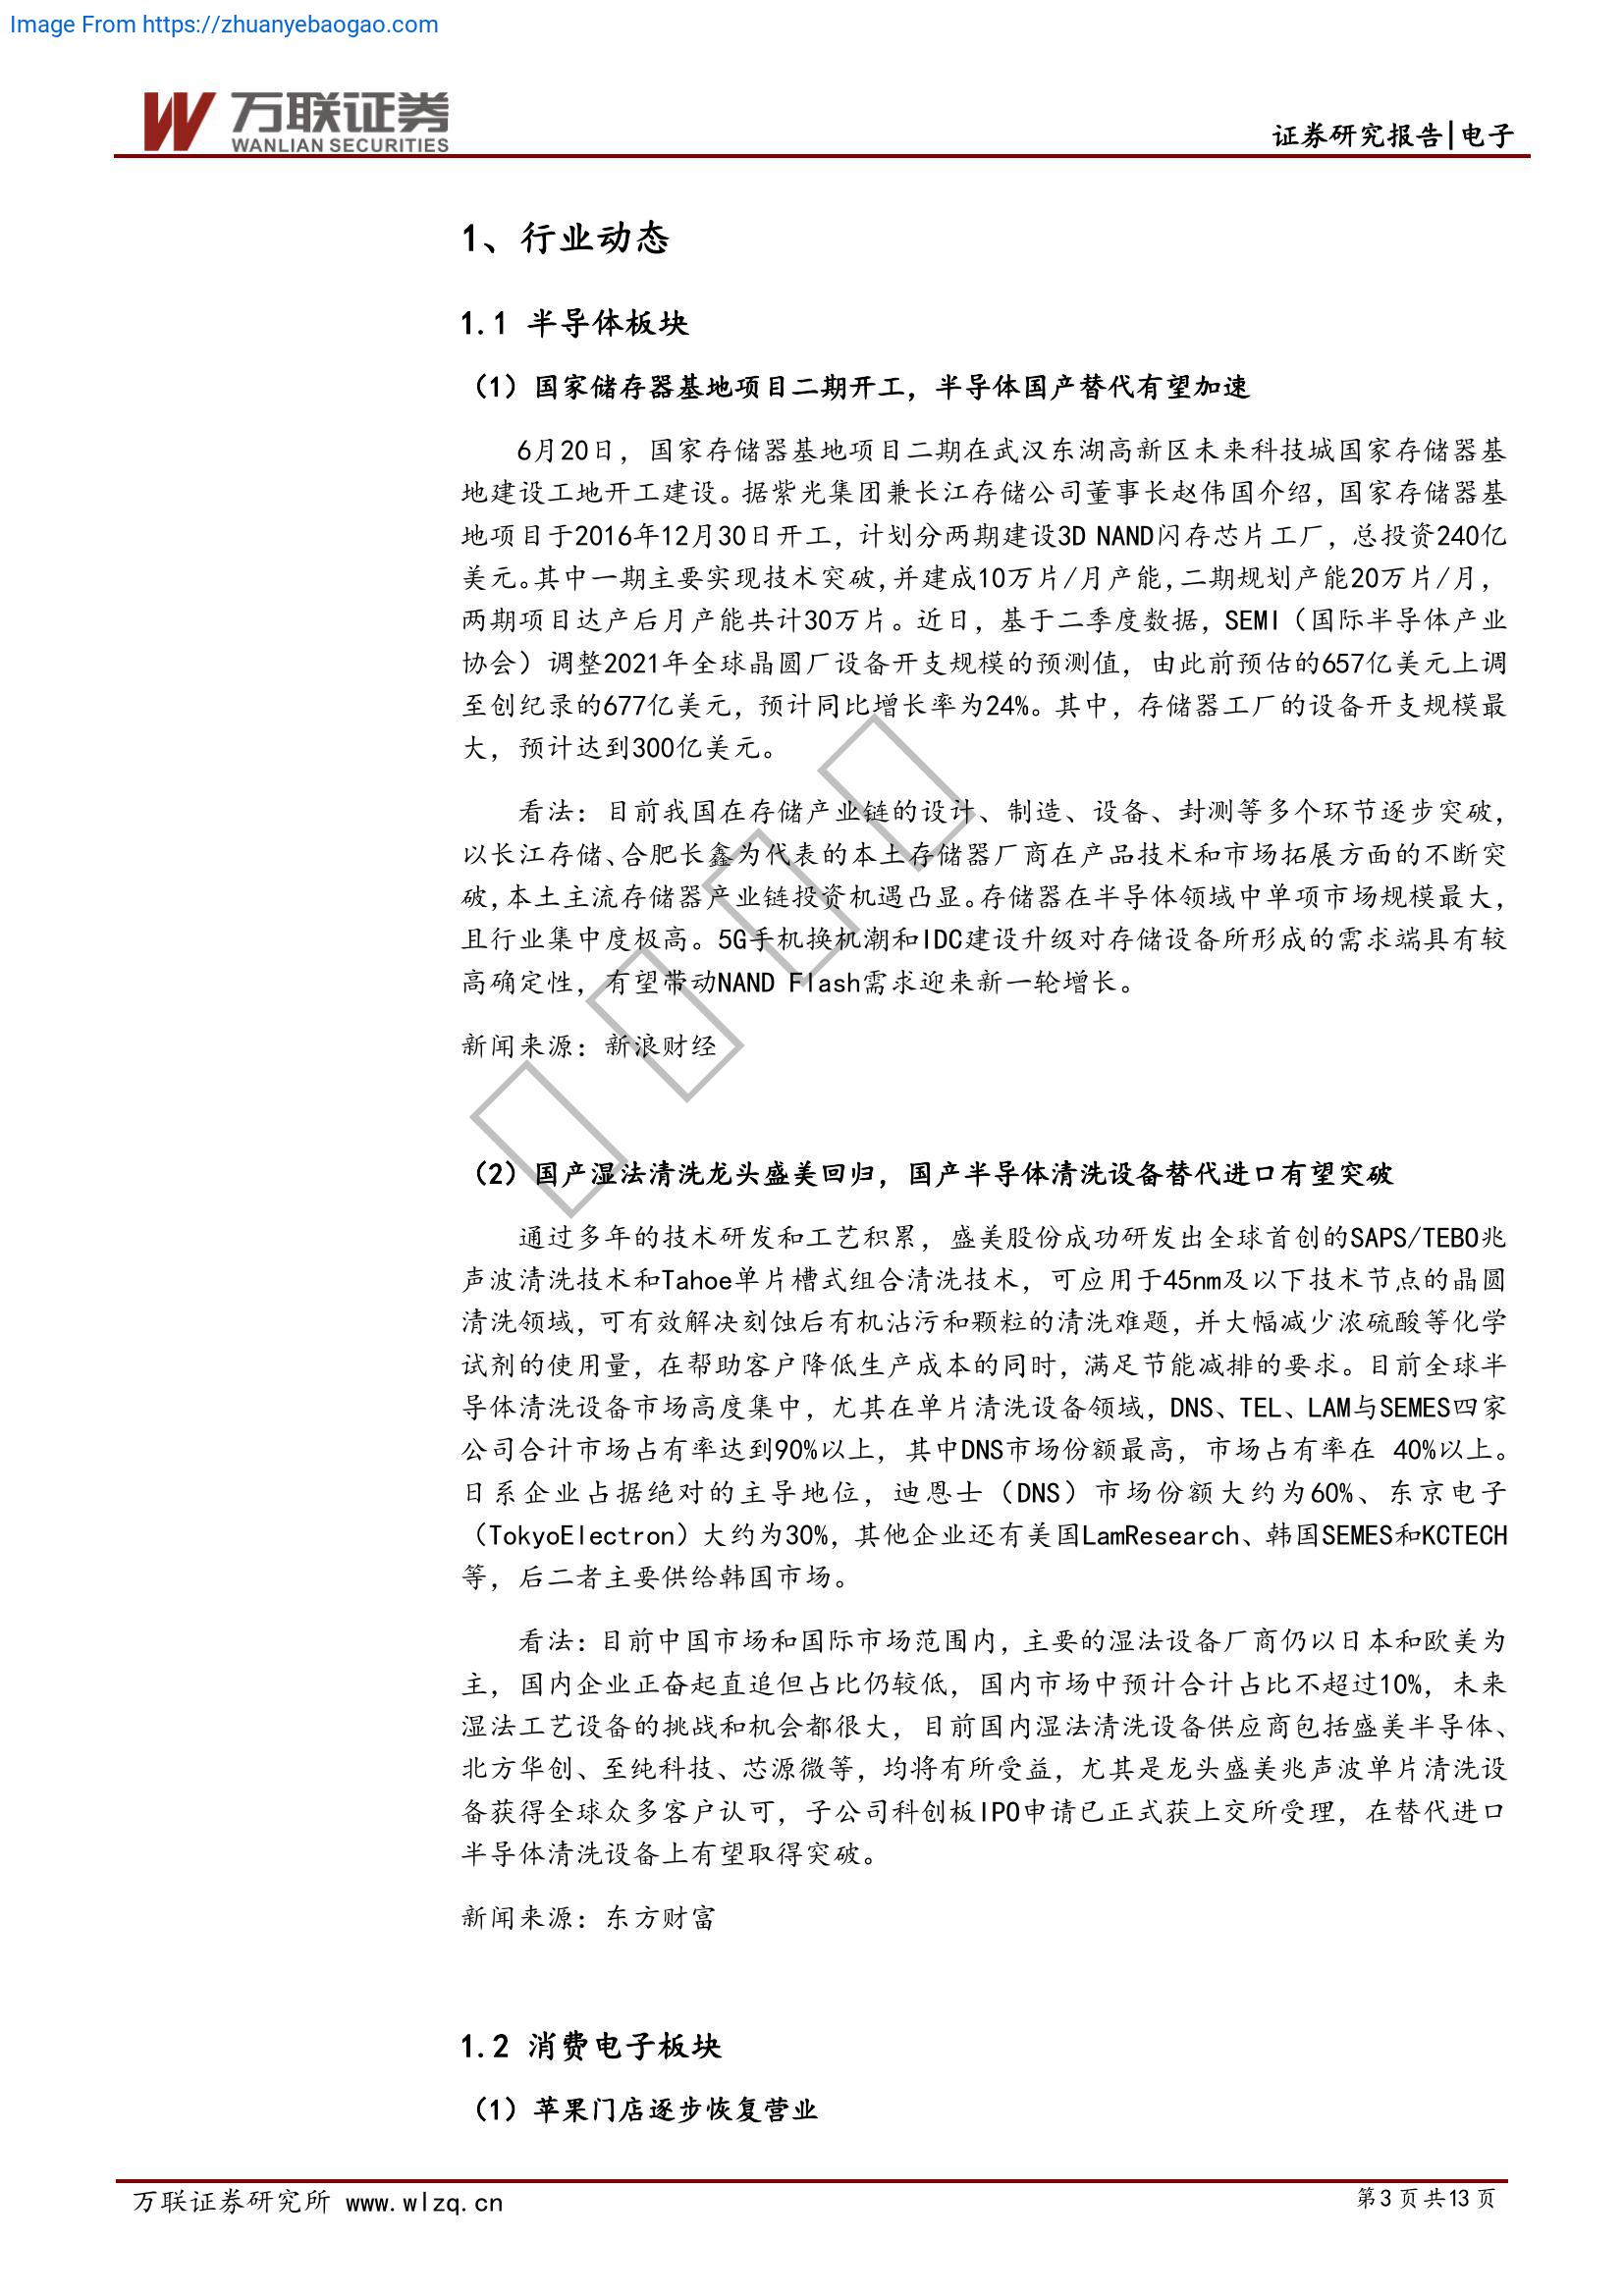 Image From https://zhuanyebaogao.com
万联证券
WANLIAN SECURITIES
证券研究报告|电子
1、行业动态
1.1 半导体板块
（1）国家储存器基地项目二期开工，半导体国产替代有望加速
6月20日，国家存储器基地项目二期在武汉东湖高新区未来科技城国家存储器基
地建设工地开工建设。据紫光集团兼长江存储公司董事长赵伟国介绍，国家存储器基
地项目于2016年12月30日开工，计划分两期建设3D NAND闪存芯片工厂，总投资240亿
美元。其中一期主要实现技术突破,并建成10万片/月产能,二期规划产能20万片/月，
两期项目达产后月产能共计30万片。近日，基于二季度数据，SEMI（国际半导体产业
协会）调整2021年全球晶圆厂设备开支规模的预测值，由此前预估的657亿美元上调
至创纪录的677亿美元，预计同比增长率为24%。其中，存储器工厂的设备开支规模最
大，预计达到300亿美元。
看法：目前我国在存储产业链的设计、制造、设备、封测等多个环节逐步突破，
以长江存储、合肥长鑫为代表的本土存储器厂商在产品技术和市场拓展方面的不断突
破,本土主流存储器产业链投资机遇凸显。存储器在半导体领域中单项市场规模最大，
且行业集中度极高。5G手机换机潮和IDC建设升级对存储设备所形成的需求端具有较
高确定性，有望带动NAND Flash需求迎来新一轮增长。
新闻来源：新浪财经
（2）国产湿法清洗龙头盛美回归，国产半导体清洗设备替代进口有望突破
通过多年的技术研发和工艺积累，盛美股份成功研发出全球首创的SAPS/TEBO兆
声波清洗技术和Tahoe单片槽式组合清洗技术，可应用于45nm及以下技术节点的晶圆
清洗领域，可有效解决刻蚀后有机沾污和颗粒的清洗难题，并大幅减少浓硫酸等化学
试剂的使用量，在帮助客户降低生产成本的同时，满足节能减排的要求。目前全球半
导体清洗设备市场高度集中，尤其在单片清洗设备领域，DNS、TEL、LAM与SEMES四家
公司合计市场占有率达到90%以上，其中DNS市场份额最高，市场占有率在 40%以上。
日系企业占据绝对的主导地位，迪恩士（DNS）市场份额大约为60%、东京电子
（TokyoElectron）大约为30%，其他企业还有美国LamResearch、韩国SEMES和KCTECH
等，后二者主要供给韩国市场。
看法：目前中国市场和国际市场范围内，主要的湿法设备厂商仍以日本和欧美为
主，国内企业正奋起直追但占比仍较低，国内市场中预计合计占比不超过10%，未来
湿法工艺设备的挑战和机会都很大，目前国内湿法清洗设备供应商包括盛美半导体、
北方华创、至纯科技、芯源微等，均将有所受益，尤其是龙头盛美兆声波单片清洗设
备获得全球众多客户认可，子公司科创板IPO申请已正式获上交所受理，在替代进口
半导体清洗设备上有望取得突破。
新闻来源：东方财富
1.2 消费电子板块
（1）苹果门店逐步恢复营业
万联证券研究所 www.wlzq.cn
第3页共13页